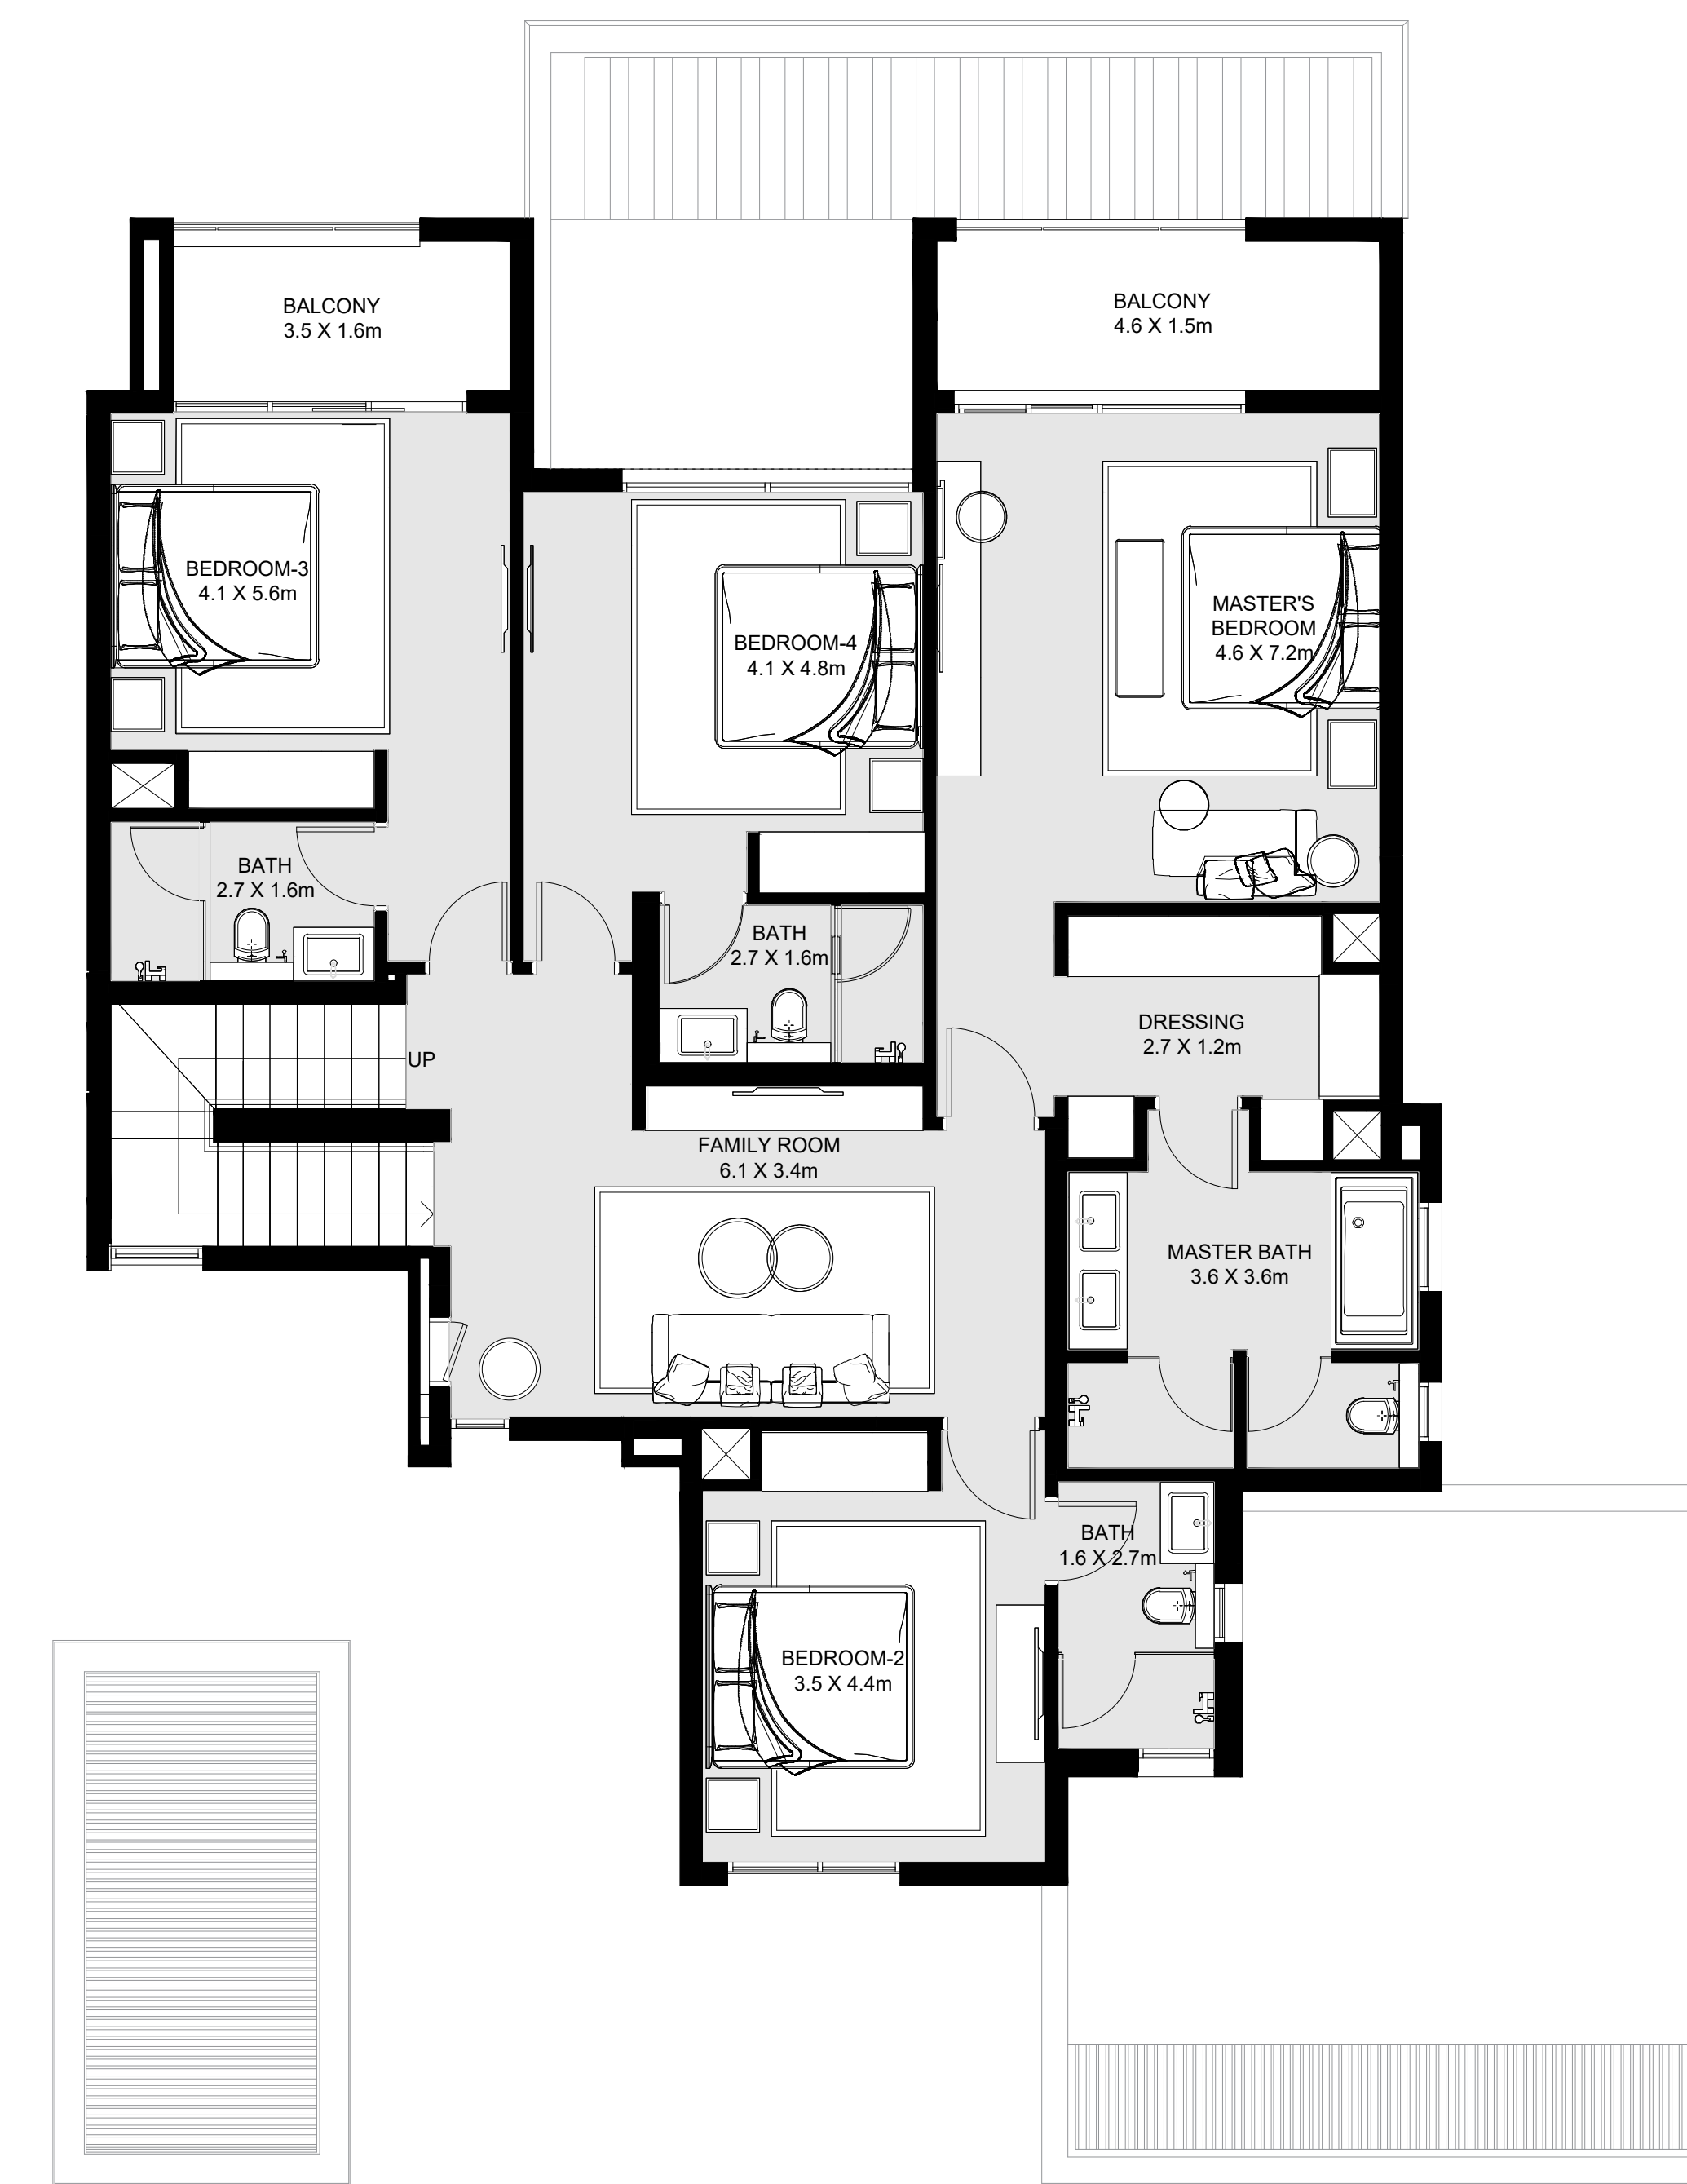 BALCONY
3.5 X 1.6m
BALCONY
4.6 X 1.5m
BEDROOM-3
4.1 X 5.6m
BEDROOM-4
4.1 X 4.8m
MASTER'S
BEDROOM
4.6 X 7.2m
BATH
2.7 X 1.6m
BATH
2.7 X 1.6m
DRESSING
2.7 X 1.2m
UP
FAMILY ROOM
6.1 X 3.4m
MASTER BATH
3.6 X 3.6m
BATH
1.6 X 2.7m
BEDROOM-2
3.5 X 4.4m